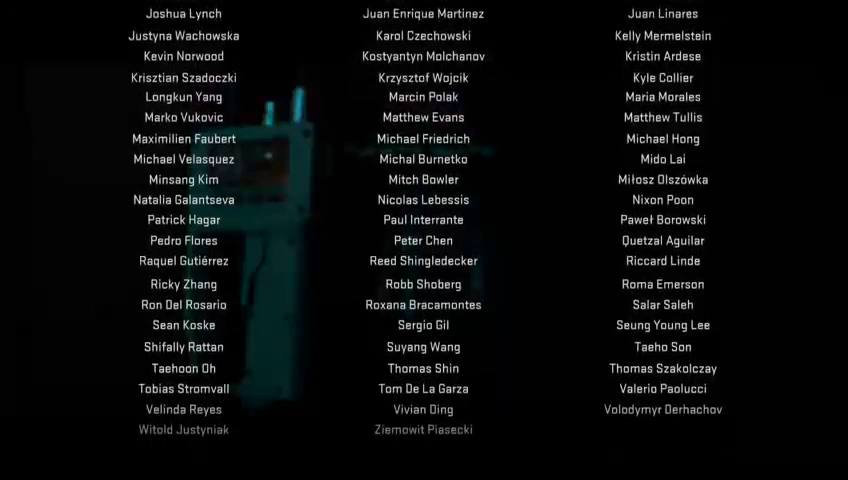 Joshua Lynch Juan Enrique Martinez Juan Linares
Justyna Wachowska Karol Czechowski Kelly Mermelstein
Kevin Norwood Kostyantyn Molchanov Kristin Ardese
Krisztian Szadoczki Krzysztof Wojcik Kyle Collier
Longkun Yang Marcin Polak Maria Morales
Marko Vukovic Matthew Evans Matthew Tullis
Maximilien Faubert Michael Friedrich Michael Hong
Michael Velasquez Michal Burnetko Mido Lai
Minsang Kim Mitch Bowler Miłosz Olszówka
Natalia Galantseva Nicolas Lebessis Nixon Poon
Patrick Hagar Paul Interrante Paweł Borowski
Pedro Flores Peter Chen Quetzal Aguilar
Raquel Gutiérrez Reed Shingledecker Riccard Linde
Ricky Zhang Robb Shoberg Roma Emerson
Ron Del Rosario Roxana Bracamontes Salar Saleh
Sean Koske Sergio Gil Seung Young Lee
Shifally Rattan Suyang Wang Taeho Son
Taehoon Oh Thomas Shin Thomas Szakolczay
Tobias Stromvall Tom De La Garza Valerio Paolucci
Velinda Reyes Vivian Ding Volodymyr Derhachov
Witold Justyniak Ziemowit Piasecki